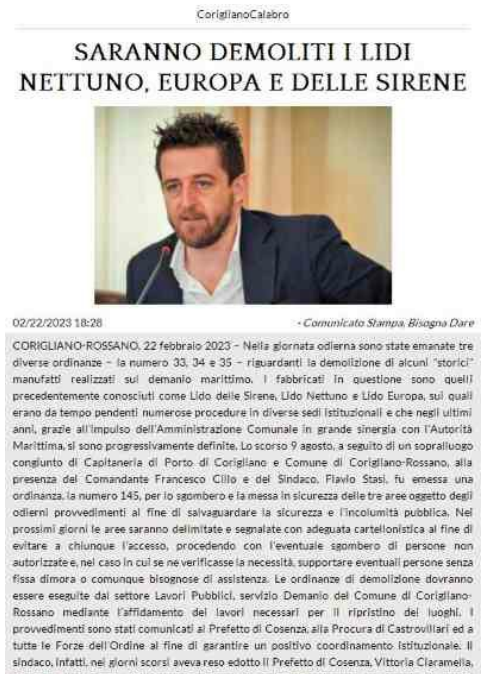 CoriglianoCalabro
SARANNO DEMOLITI I LIDI
NETTUNO, EUROPA E DELLE SIRENE
02/22/2023 18:28
- Comunicato Stampa, Bisogna Dare
CORIGLIANO-ROSSANO, 22 febbraio 2023 – Nella giornata odierna sono state emanate tre
diverse ordinanze – la numero 33, 34 e 35 – riguardanti la demolizione di alcuni "storici"
manufatti realizzati sul demanio marittimo. I fabbricati in questione sono quelli
precedentemente conosciuti come Lido delle Sirene, Lido Nettuno e Lido Europa, sui quali
erano da tempo pendenti numerose procedure in diverse sedi istituzionali e che negli ultimi
anni, grazie all'impulso dell'Amministrazione Comunale in grande sinergia con l'Autorità
Marittima, si sono progressivamente definite. Lo scorso 9 agosto, a seguito di un sopralluogo
congiunto di Capitaneria di Porto di Corigliano e Comune di Corigliano-Rossano, alla
presenza del Comandante Francesco Cillo e del Sindaco, Flavio Stasi, fu emessa una
ordinanza, la numero 145, per lo sgombero e la messa in sicurezza delle tre aree oggetto degli
odierni provvedimenti al fine di salvaguardare la sicurezza e l'incolumità pubblica. Nei
prossimi giorni le aree saranno delimitate e segnalate con adeguata cartellonistica al fine di
evitare a chiunque l'accesso, procedendo con l'eventuale sgombero di persone non
autorizzate e, nel caso in cui se ne verificasse la necessità, supportare eventuali persone senza
fissa dimora o comunque bisognose di assistenza. Le ordinanze di demolizione dovranno
essere eseguite dal settore Lavori Pubblici, servizio Demanio del Comune di Corigliano-
Rossano mediante l'affidamento dei lavori necessari per il ripristino dei luoghi. I
provvedimenti sono stati comunicati al Prefetto di Cosenza, alla Procura di Castrovillari ed a
tutte le Forze dell'Ordine al fine di garantire un positivo coordinamento istituzionale. Il
sindaco, infatti, nei giorni scorsi aveva reso edotto il Prefetto di Cosenza, Vittoria Ciaramella,